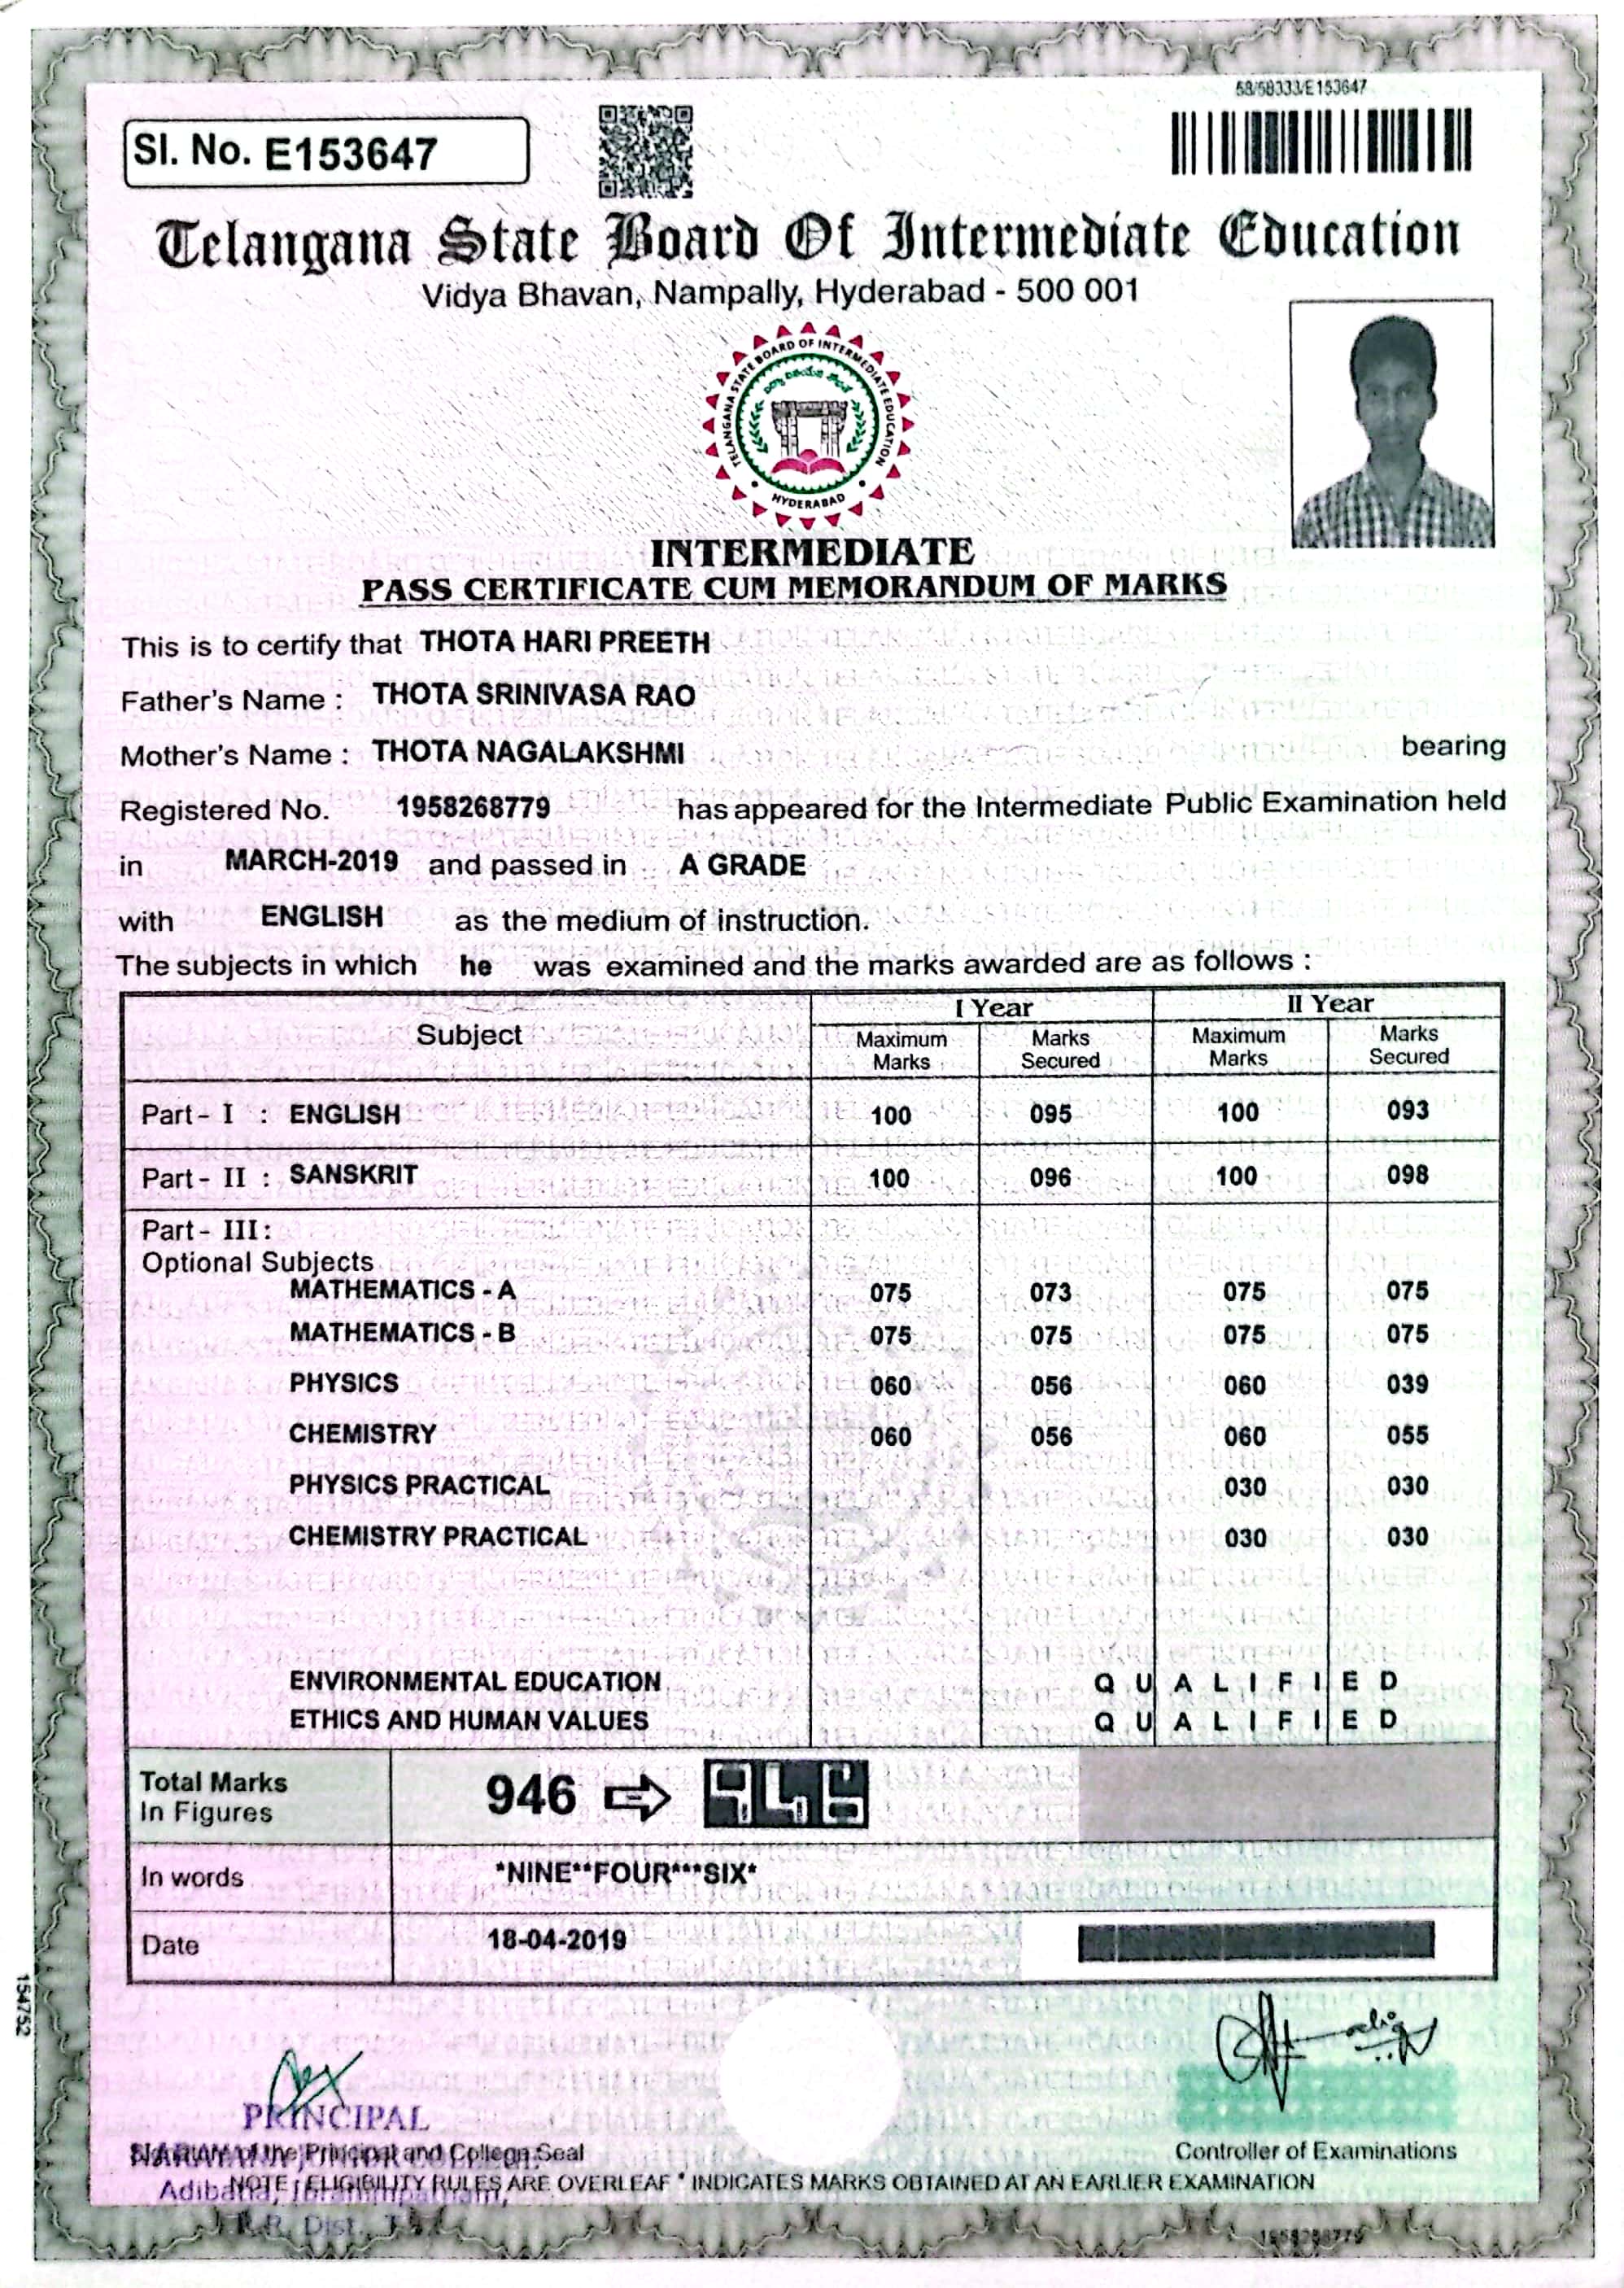 58/58333/E153647
Sl. No. E153647
Telangana State Board Of Intermediate Education
Vidya Bhavan, Nampally, Hyderabad - 500 001
TELANGANA STATE BOARD OF INTERMEDIATE EDUCATION
HYDERABAD
INTERMEDIATE
PASS CERTIFICATE CUM MEMORANDUM OF MARKS
This is to certify that THOTA HARI PREETH
Father's Name : THOTA SRINIVASA RAO
Mother's Name : THOTA NAGALAKSHMI bearing
Registered No. 1958268779 has appeared for the Intermediate Public Examination held
in MARCH-2019 and passed in A GRADE
with ENGLISH as the medium of instruction.
The subjects in which he was examined and the marks awarded are as follows :
Subject I Year II Year
Maximum Marks Marks Secured Maximum Marks Marks Secured
Part - I : ENGLISH 100 095 100 093
Part - II : SANSKRIT 100 096 100 098
Part - III:
Optional Subjects
MATHEMATICS - A 075 073 075 075
MATHEMATICS - B 075 075 075 075
PHYSICS 060 056 060 039
CHEMISTRY 060 056 060 055
PHYSICS PRACTICAL 030 030
CHEMISTRY PRACTICAL 030 030
ENVIRONMENTAL EDUCATION QUALIFIED
ETHICS AND HUMAN VALUES QUALIFIED
Total Marks In Figures 946 946
In words *NINE**FOUR***SIX*
Date 18-04-2019
154752
PRINCIPAL
Signature of the Principal and College Seal
Controller of Examinations
NOTE : ELIGIBILITY RULES ARE OVERLEAF * INDICATES MARKS OBTAINED AT AN EARLIER EXAMINATION
R.R. Dist.
1958268779